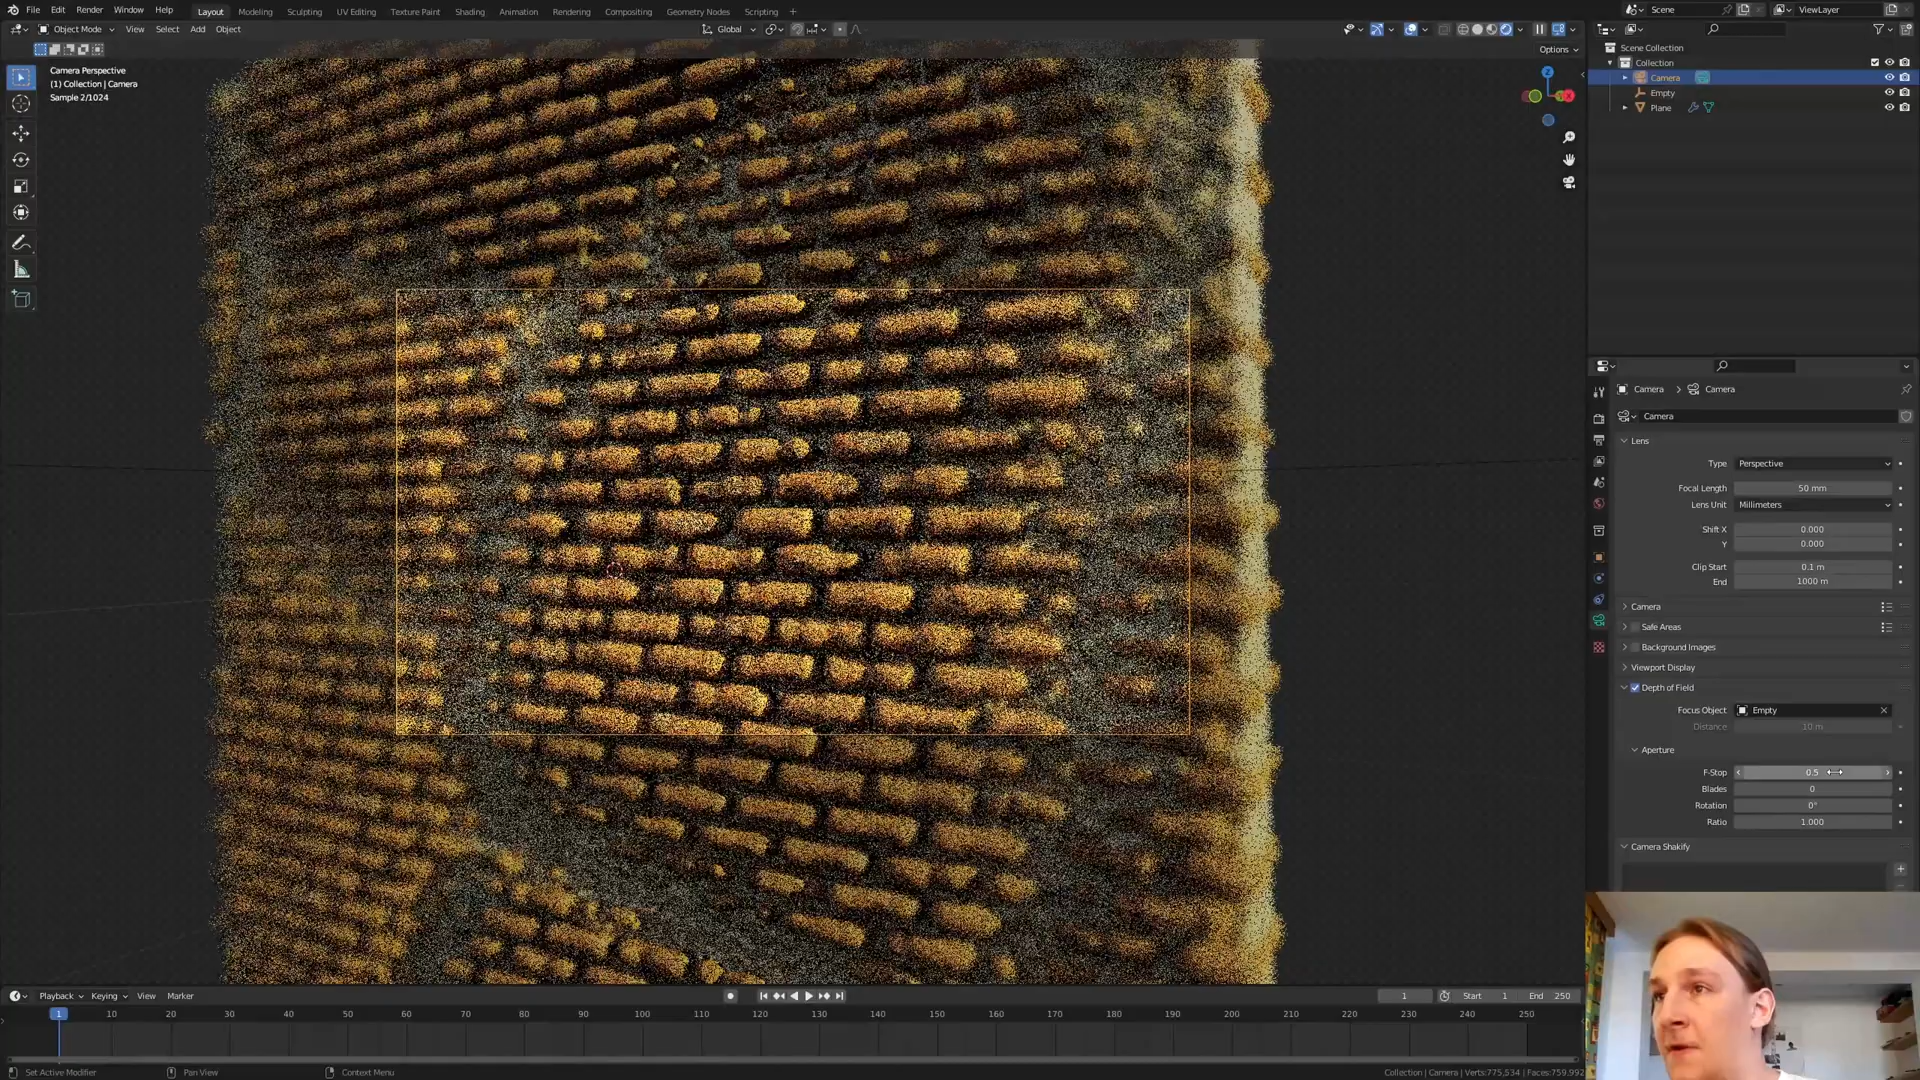 File Edit Render Window Help Layout Modeling Sculpting UV Editing Texture Paint Shading Animation Rendering Compositing Geometry Nodes Scripting + Scene ViewLayer
Object Mode View Select Add Object Global
Options
Camera Perspective
(1) Collection | Camera
Sample 2/1024
Scene Collection
Collection
Camera
Empty
Plane
Camera > Camera
Camera
Lens
Type Perspective
Focal Length 50 mm
Lens Unit Millimeters
Shift X 0.000
Y 0.000
Clip Start 0.1 m
End 1000 m
Camera
Safe Areas
Background Images
Viewport Display
Depth of Field
Focus Object Empty
Distance 10 m
Aperture
F-Stop 0.5
Blades 0
Rotation 0°
Ratio 1.000
Camera Shakify
Playback Keying View Marker 1 Start 1 End 250
1 10 20 30 40 50 60 70 80 90 100 110 120 130 140 150 160 170 180 190 200 210 220 230 240 250
Set Active Modifier Pan View Context Menu Collection | Camera | Verts:775,534 | Faces:759,992